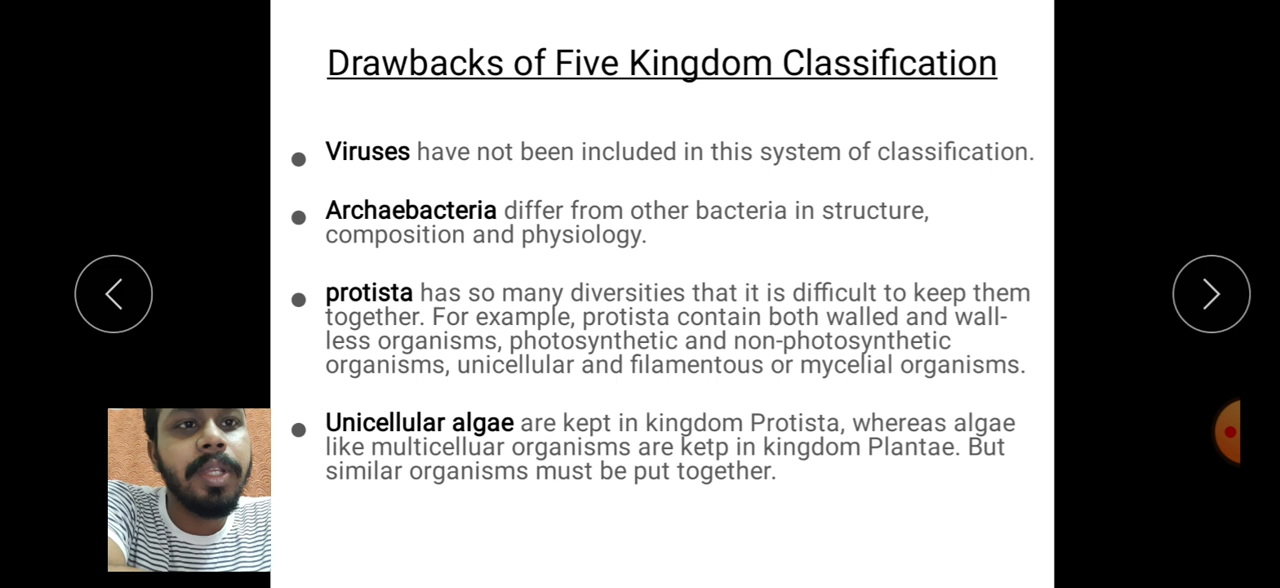 Drawbacks of Five Kingdom Classification
Viruses have not been included in this system of classification.
Archaebacteria differ from other bacteria in structure,
composition and physiology.
protista has so many diversities that it is difficult to keep them
together. For example, protista contain both walled and wall-
less organisms, photosynthetic and non-photosynthetic
organisms, unicellular and filamentous or mycelial organisms.
Unicellular algae are kept in kingdom Protista, whereas algae
like multicelluar organisms are ketp in kingdom Plantae. But
similar organisms must be put together.